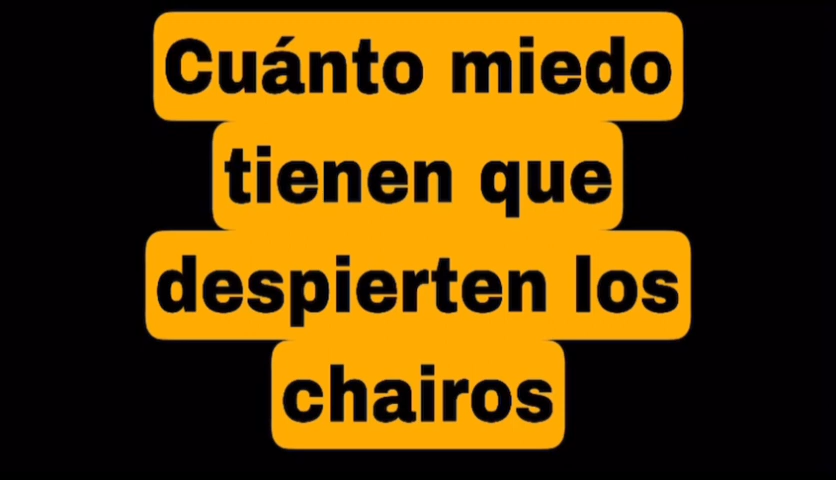 Cuánto miedo
tienen que
despierten los
chairos